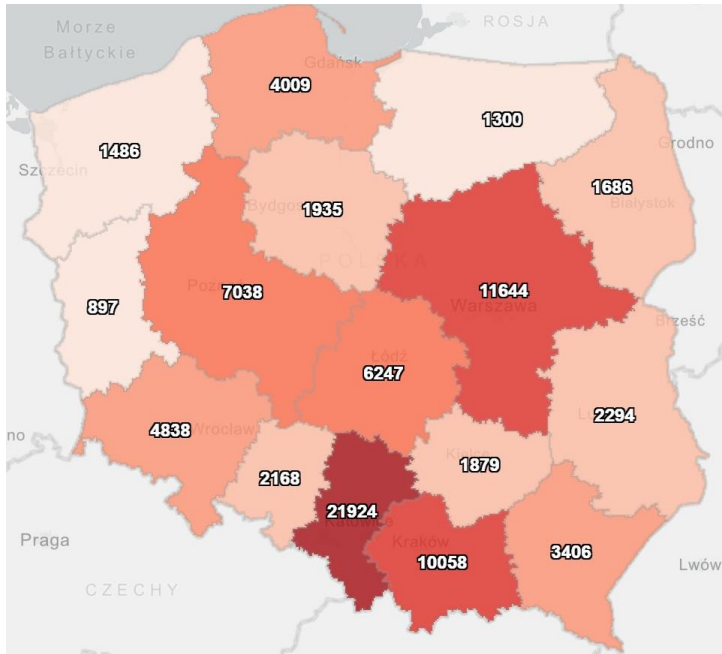 Morze
Bałtyckie
ROSJA
Gdańsk
4009
1300
1486
Grodno
Szczecin
1686
Białystok
1935
POLSKA
7038
11644
Warszawa
897
Brześć
Łódź
6247
2294
4838
Wrocław
1879
2168
21924
Katowice
Praga
Kraków
10058
3406
Lwów
CZECHY